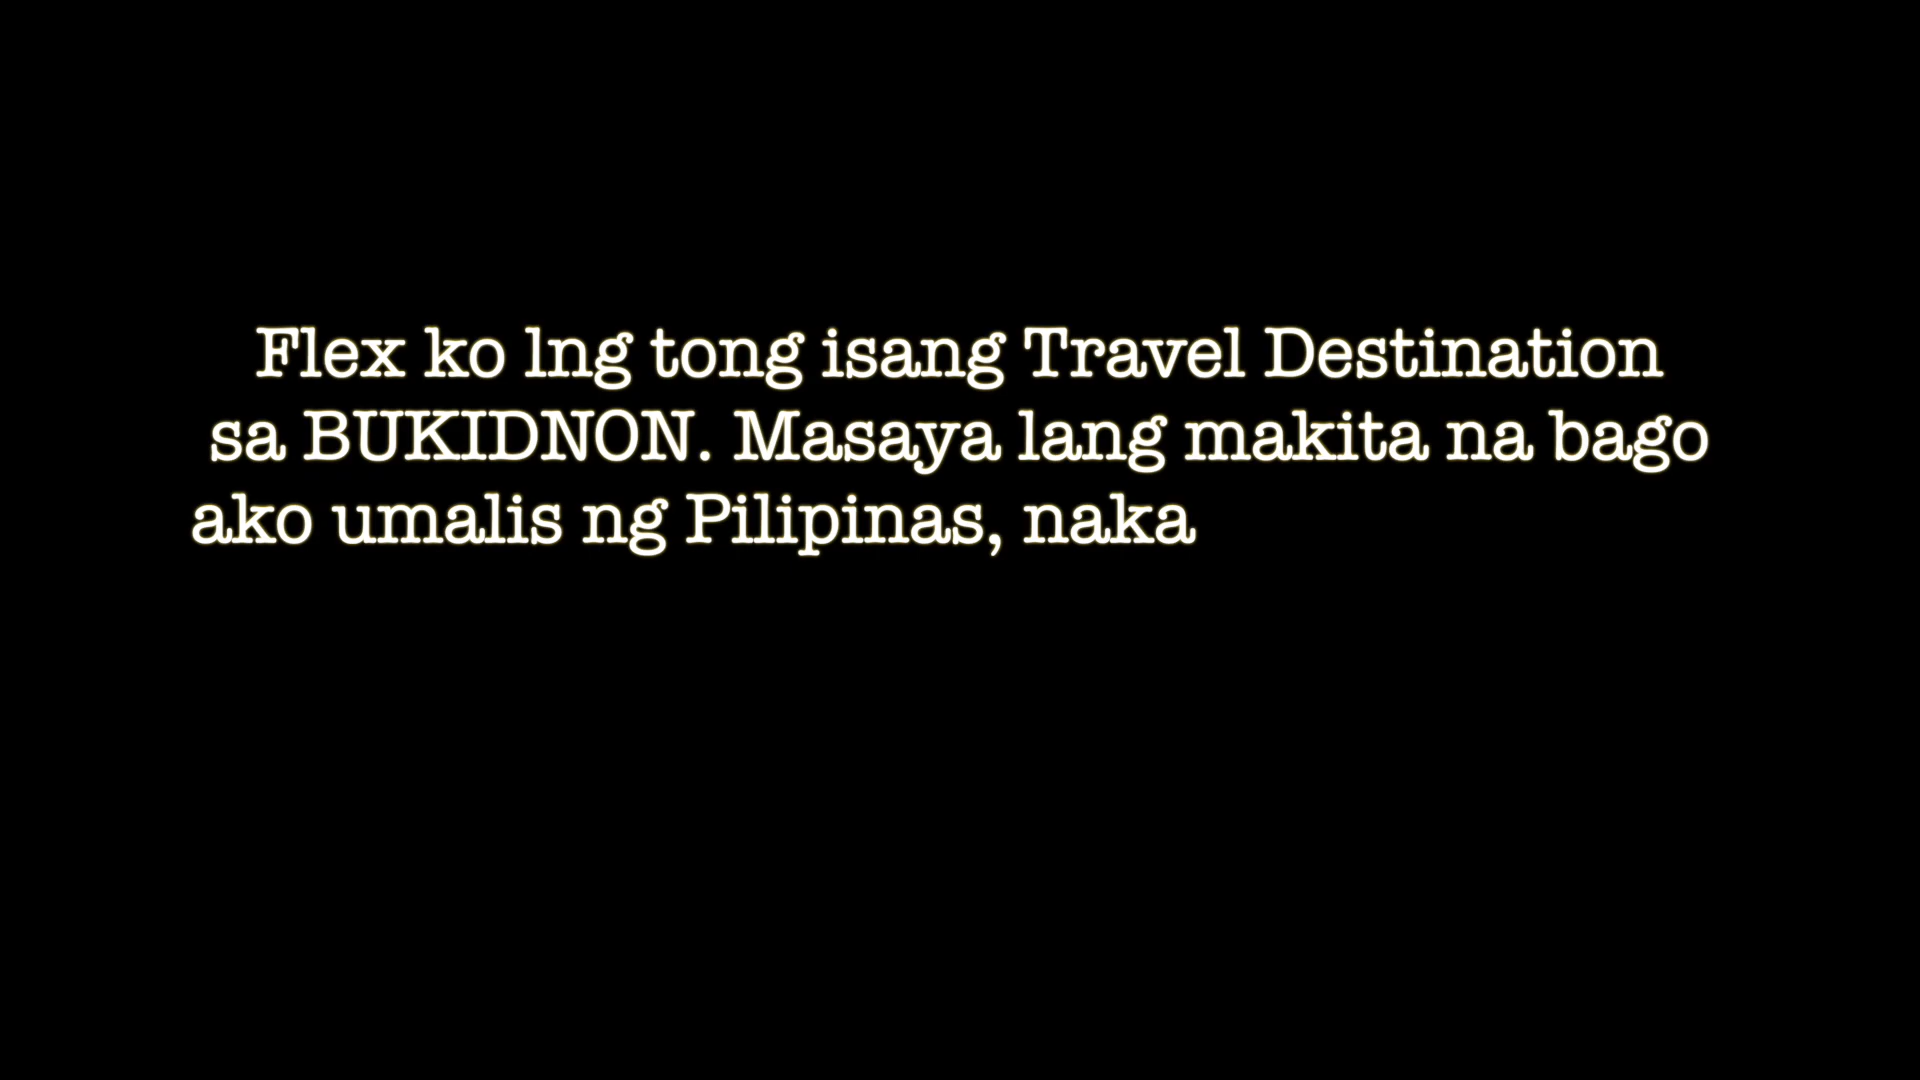 Flex ko lng tong isang Travel Destination
sa BUKIDNON. Masaya lang makita na bago
ako umalis ng Pilipinas, naka